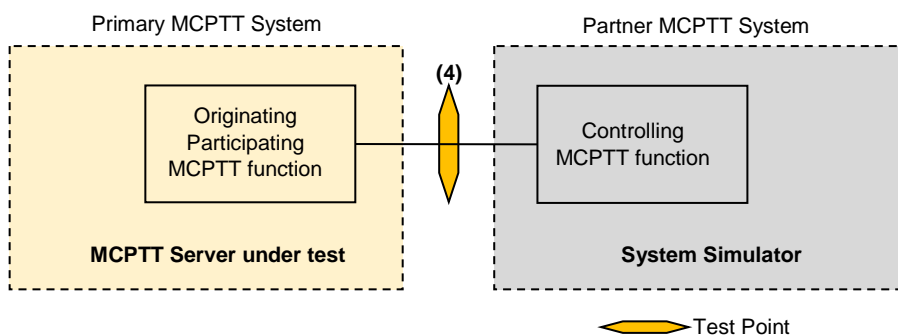 Primary MCPTT System
Partner MCPTT System
(4)
Originating
Participating
MCPTT function
Controlling
MCPTT function
MCPTT Server under test
System Simulator
Test Point